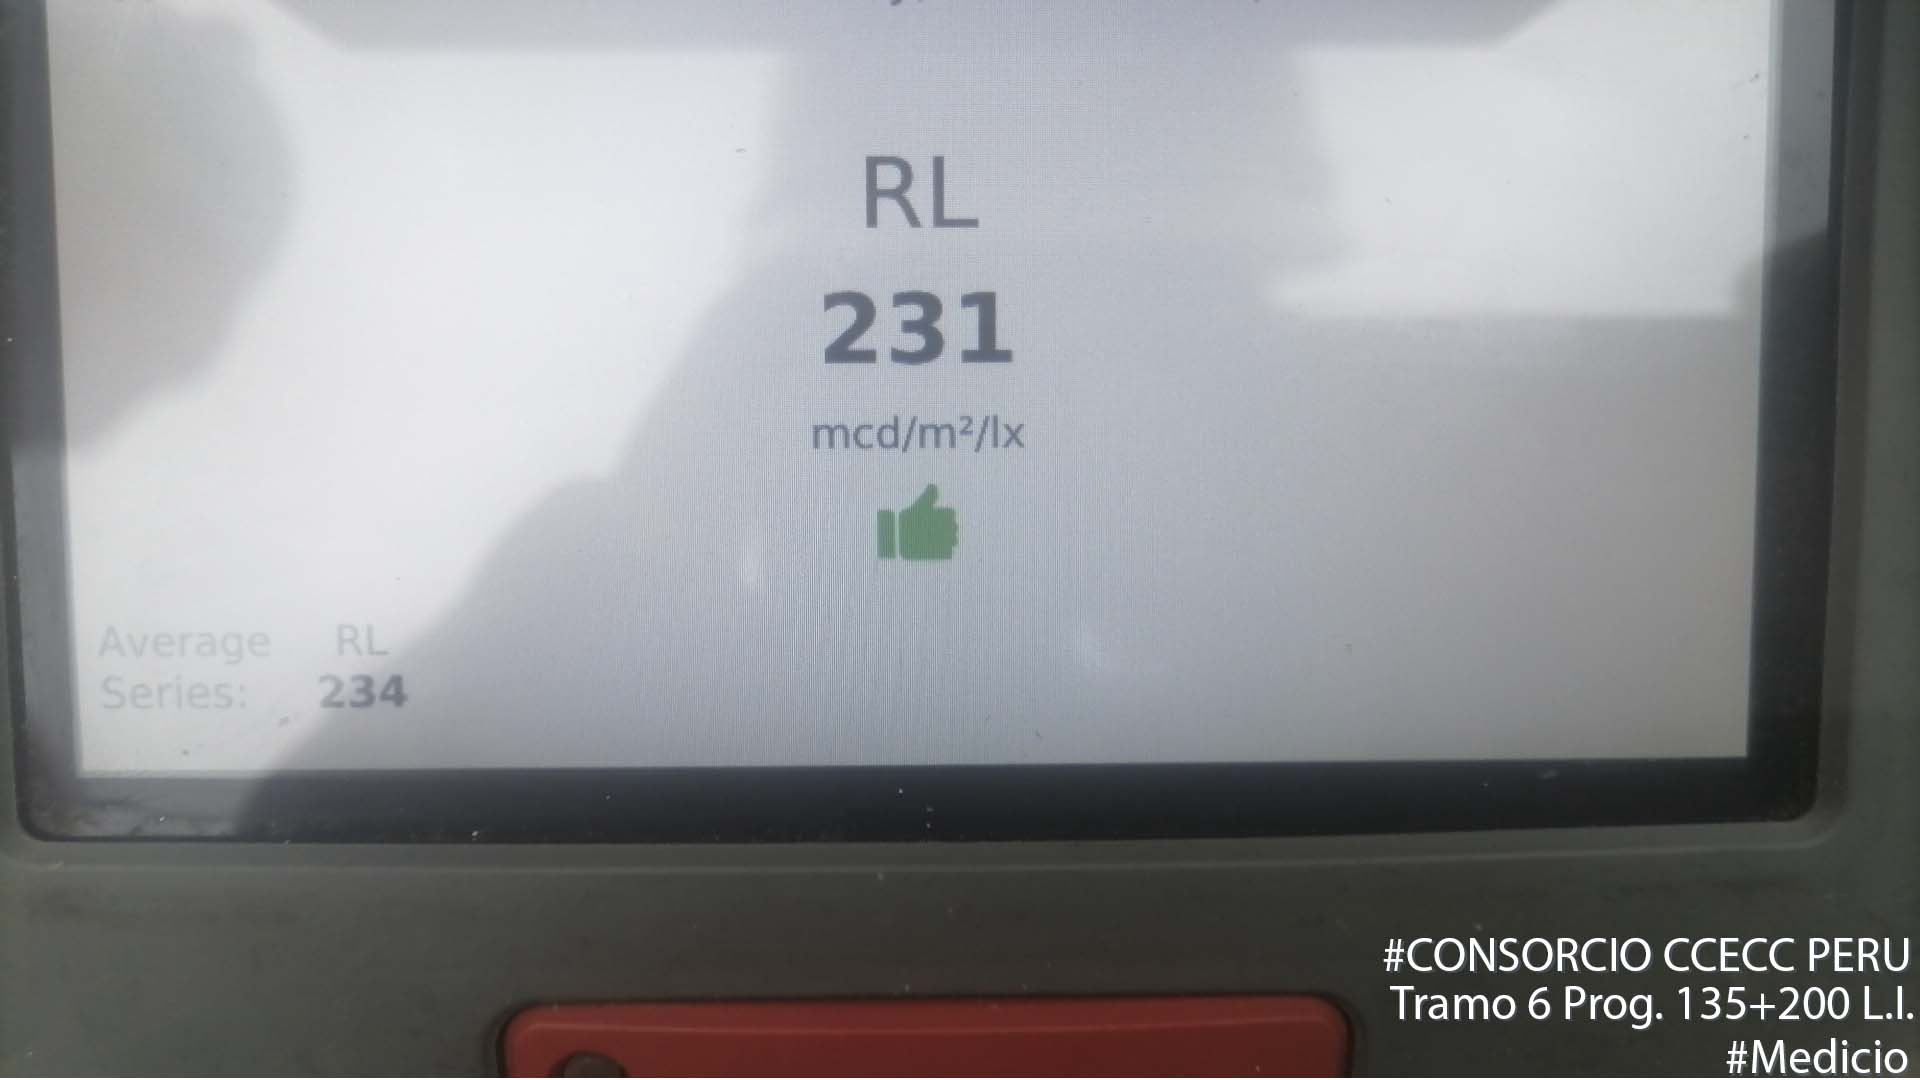 RL
231
mcd/m²/lx
Average RL
Series: 234
#CONSORCIO CCECC PERU
Tramo 6 Prog. 135+200 L.I.
#Medicio